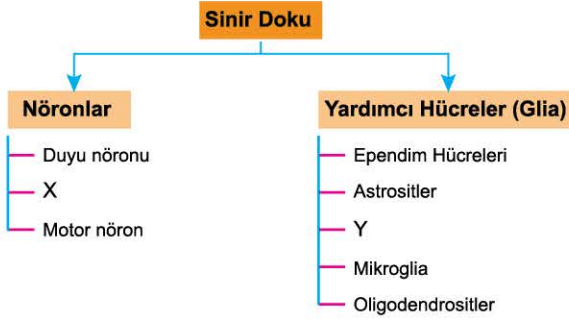 Sinir Doku
Nöronlar
Duyu nöronu
X
Motor nöron
Yardımcı Hücreler (Glia)
Ependim Hücreleri
Astrositler
Y
Mikroglia
Oligodendrositler